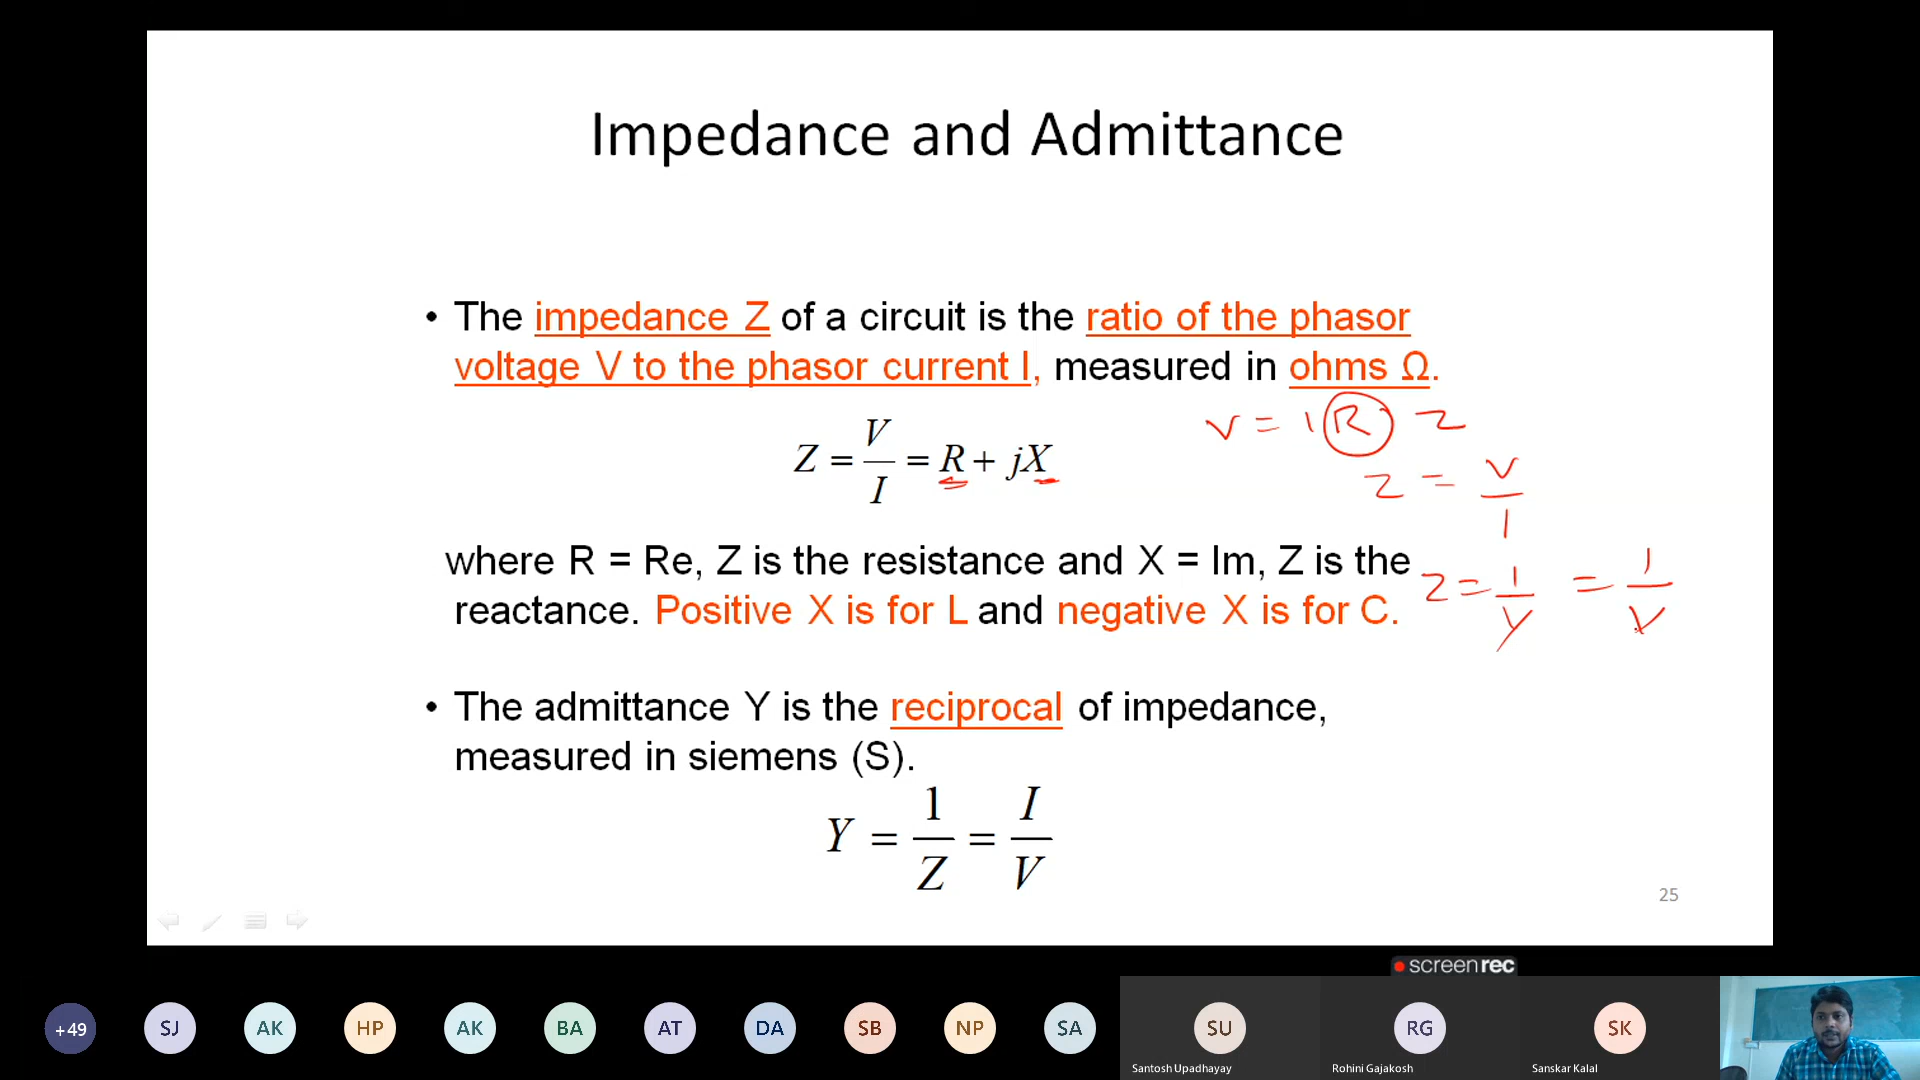 Impedance and Admittance
• The impedance Z of a circuit is the ratio of the phasor
voltage V to the phasor current I, measured in ohms Ω.
V = I R Z
Z = V / I = R + jX
Z = V / I
where R = Re, Z is the resistance and X = Im, Z is the
reactance. Positive X is for L and negative X is for C.
Z = 1 / Y = 1 / V
• The admittance Y is the reciprocal of impedance,
measured in siemens (S).
Y = 1 / Z = I / V
25
screenrec
+49 SJ AK HP AK BA AT DA SB NP SA SU RG SK
Santosh Upadhayay Rohini Gajakosh Sanskar Kalal